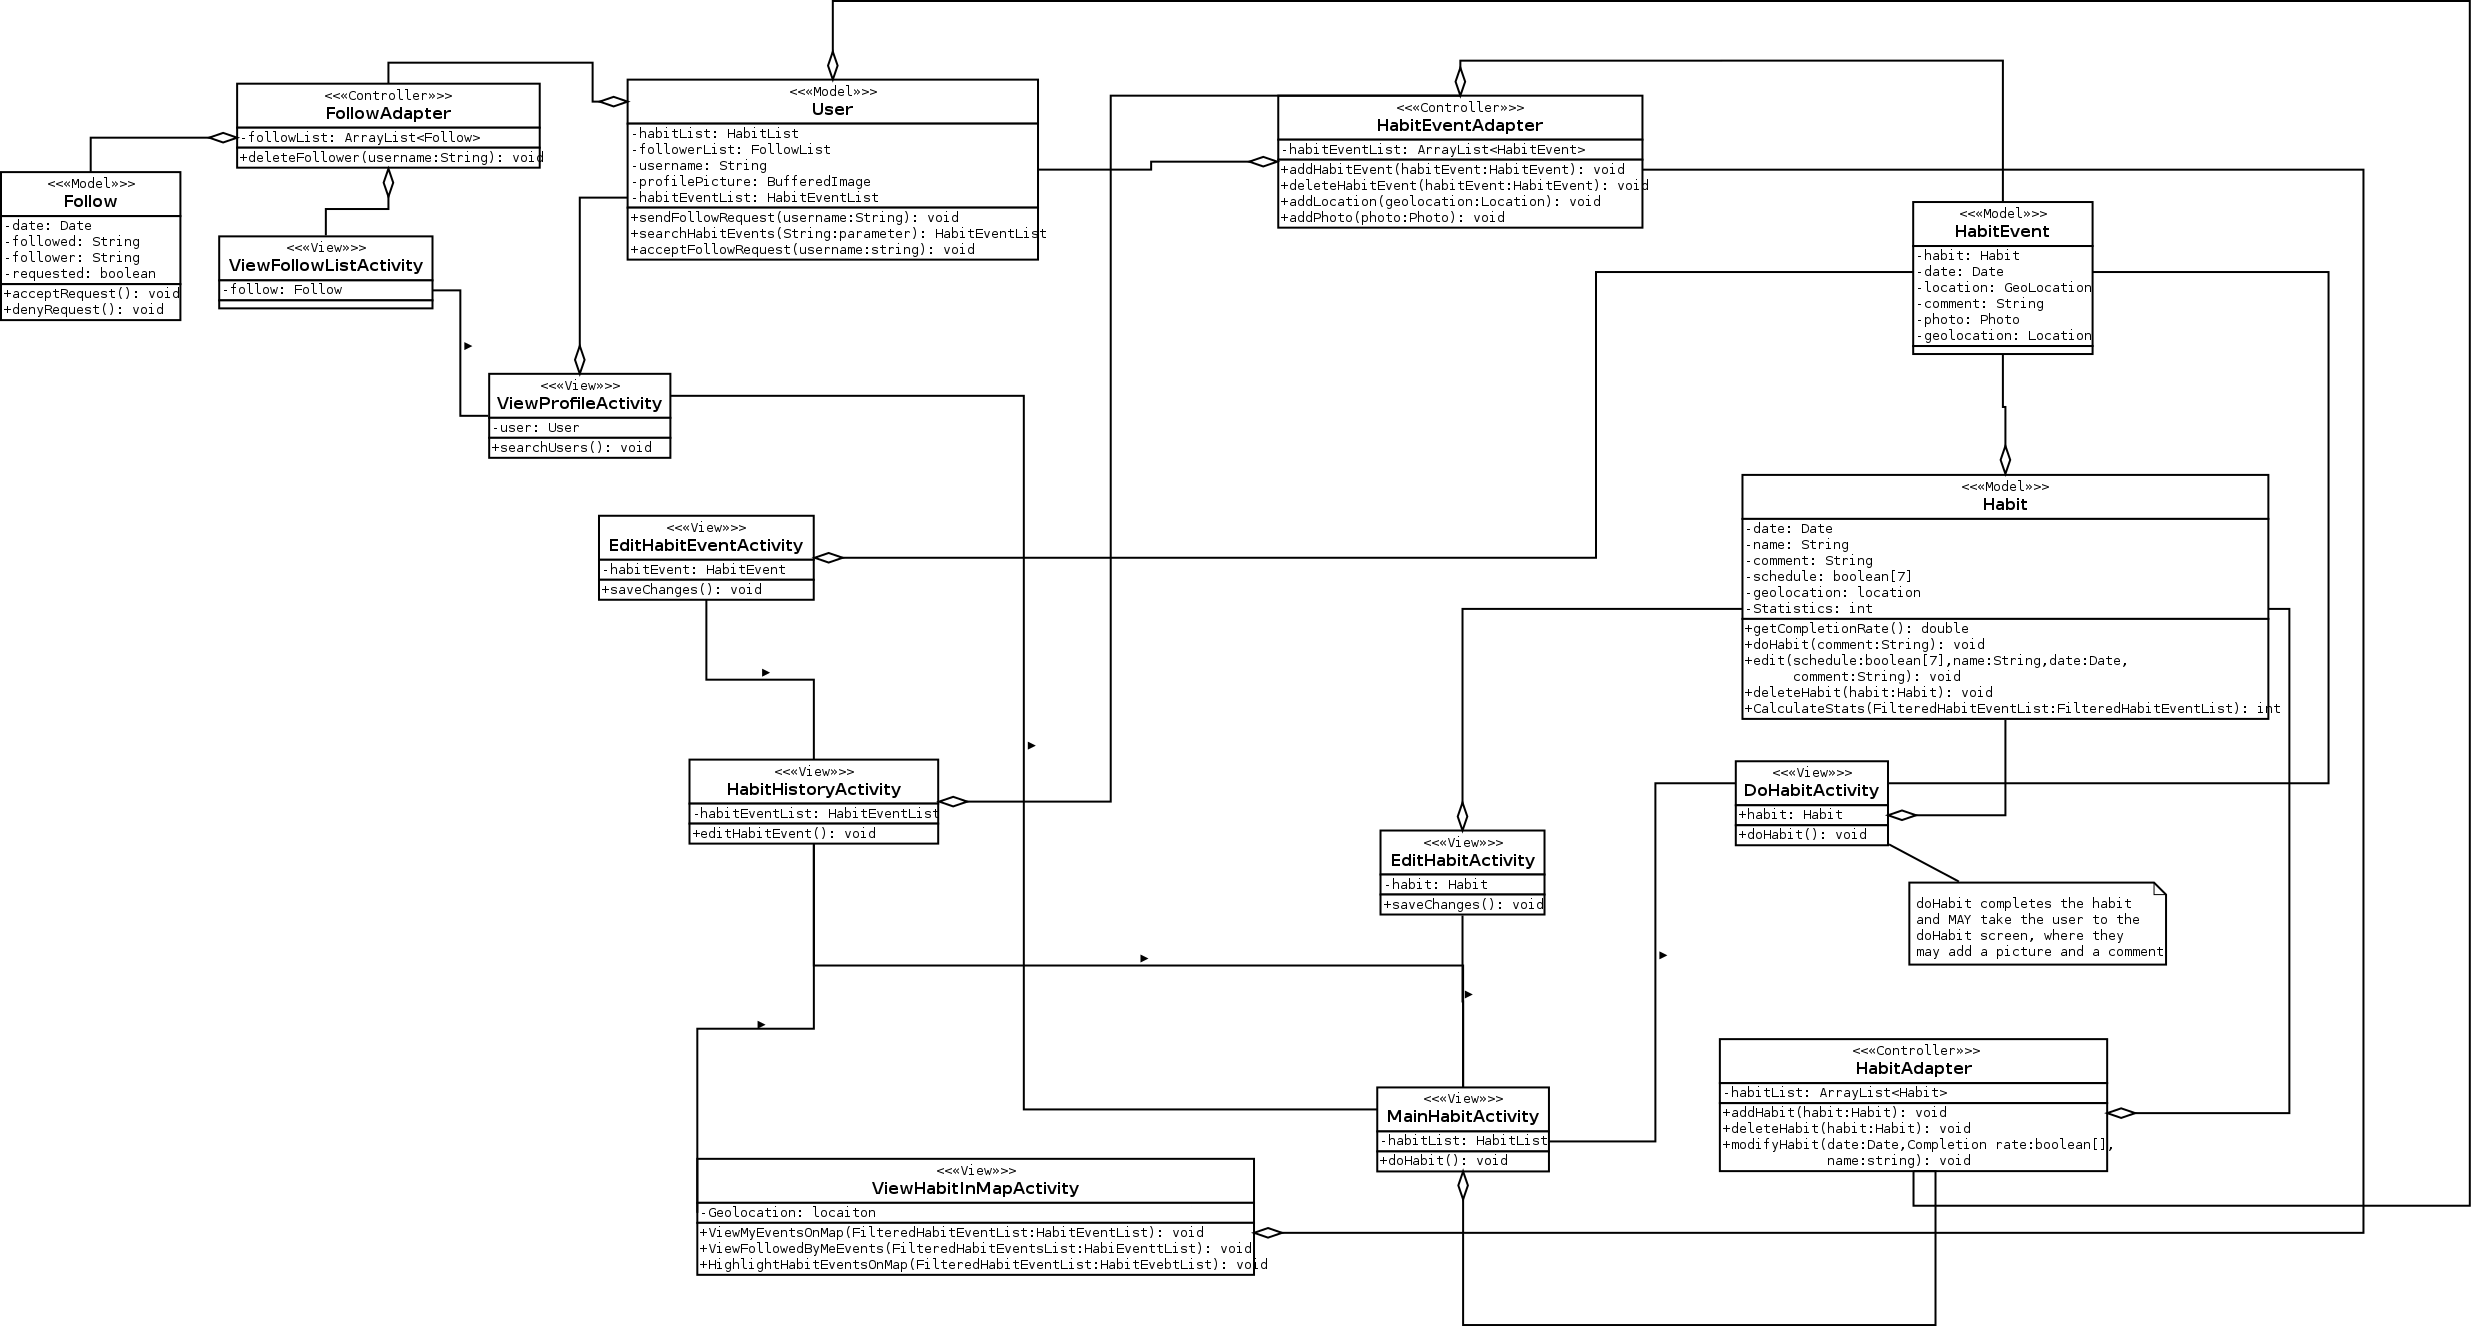 <<«Controller»>>
FollowAdapter
-followList: ArrayList<Follow>
+deleteFollower(username:String): void
<<«Model»>>
User
-habitList: HabitList
-followerList: FollowList
-username: String
-profilePicture: BufferedImage
-habitEventList: HabitEventList
+sendFollowRequest(username:String): void
+searchHabitEvents(String:parameter): HabitEventList
+acceptFollowRequest(username:string): void
<<«Controller»>>
HabitEventAdapter
-habitEventList: ArrayList<HabitEvent>
+addHabitEvent(habitEvent:HabitEvent): void
+deleteHabitEvent(habitEvent:HabitEvent): void
+addLocation(geolocation:Location): void
+addPhoto(photo:Photo): void
<<«Model»>>
Follow
-date: Date
-followed: String
-follower: String
-requested: boolean
+acceptRequest(): void
+denyRequest(): void
<<«View»>>
ViewFollowListActivity
-follow: Follow
<<«Model»>>
HabitEvent
-habit: Habit
-date: Date
-location: GeoLocation
-comment: String
-photo: Photo
-geolocation: Location
<<«View»>>
ViewProfileActivity
-user: User
+searchUsers(): void
<<«Model»>>
Habit
-date: Date
-name: String
-comment: String
-schedule: boolean[7]
-geolocation: location
-Statistics: int
+getCompletionRate(): double
+doHabit(comment:String): void
+edit(schedule:boolean[7],name:String,date:Date,
comment:String): void
+deleteHabit(habit:Habit): void
+CalculateStats(FilteredHabitEventList:FilteredHabitEventList): int
<<«View»>>
EditHabitEventActivity
-habitEvent: HabitEvent
+saveChanges(): void
<<«View»>>
HabitHistoryActivity
-habitEventList: HabitEventList
+editHabitEvent(): void
<<«View»>>
DoHabitActivity
+habit: Habit
+doHabit(): void
<<«View»>>
EditHabitActivity
-habit: Habit
+saveChanges(): void
doHabit completes the habit
and MAY take the user to the
doHabit screen, where they
may add a picture and a comment
<<«Controller»>>
HabitAdapter
-habitList: ArrayList<Habit>
+addHabit(habit:Habit): void
+deleteHabit(habit:Habit): void
+modifyHabit(date:Date,Completion rate:boolean[],
name:string): void
<<«View»>>
MainHabitActivity
-habitList: HabitList
+doHabit(): void
<<«View»>>
ViewHabitInMapActivity
-Geolocation: locaiton
+ViewMyEventsOnMap(FilteredHabitEventList:HabitEventList): void
+ViewFollowedByMeEvents(FilteredHabitEventsList:HabiEventtList): void
+HighlightHabitEventsOnMap(FilteredHabitEventList:HabitEvebtList): void